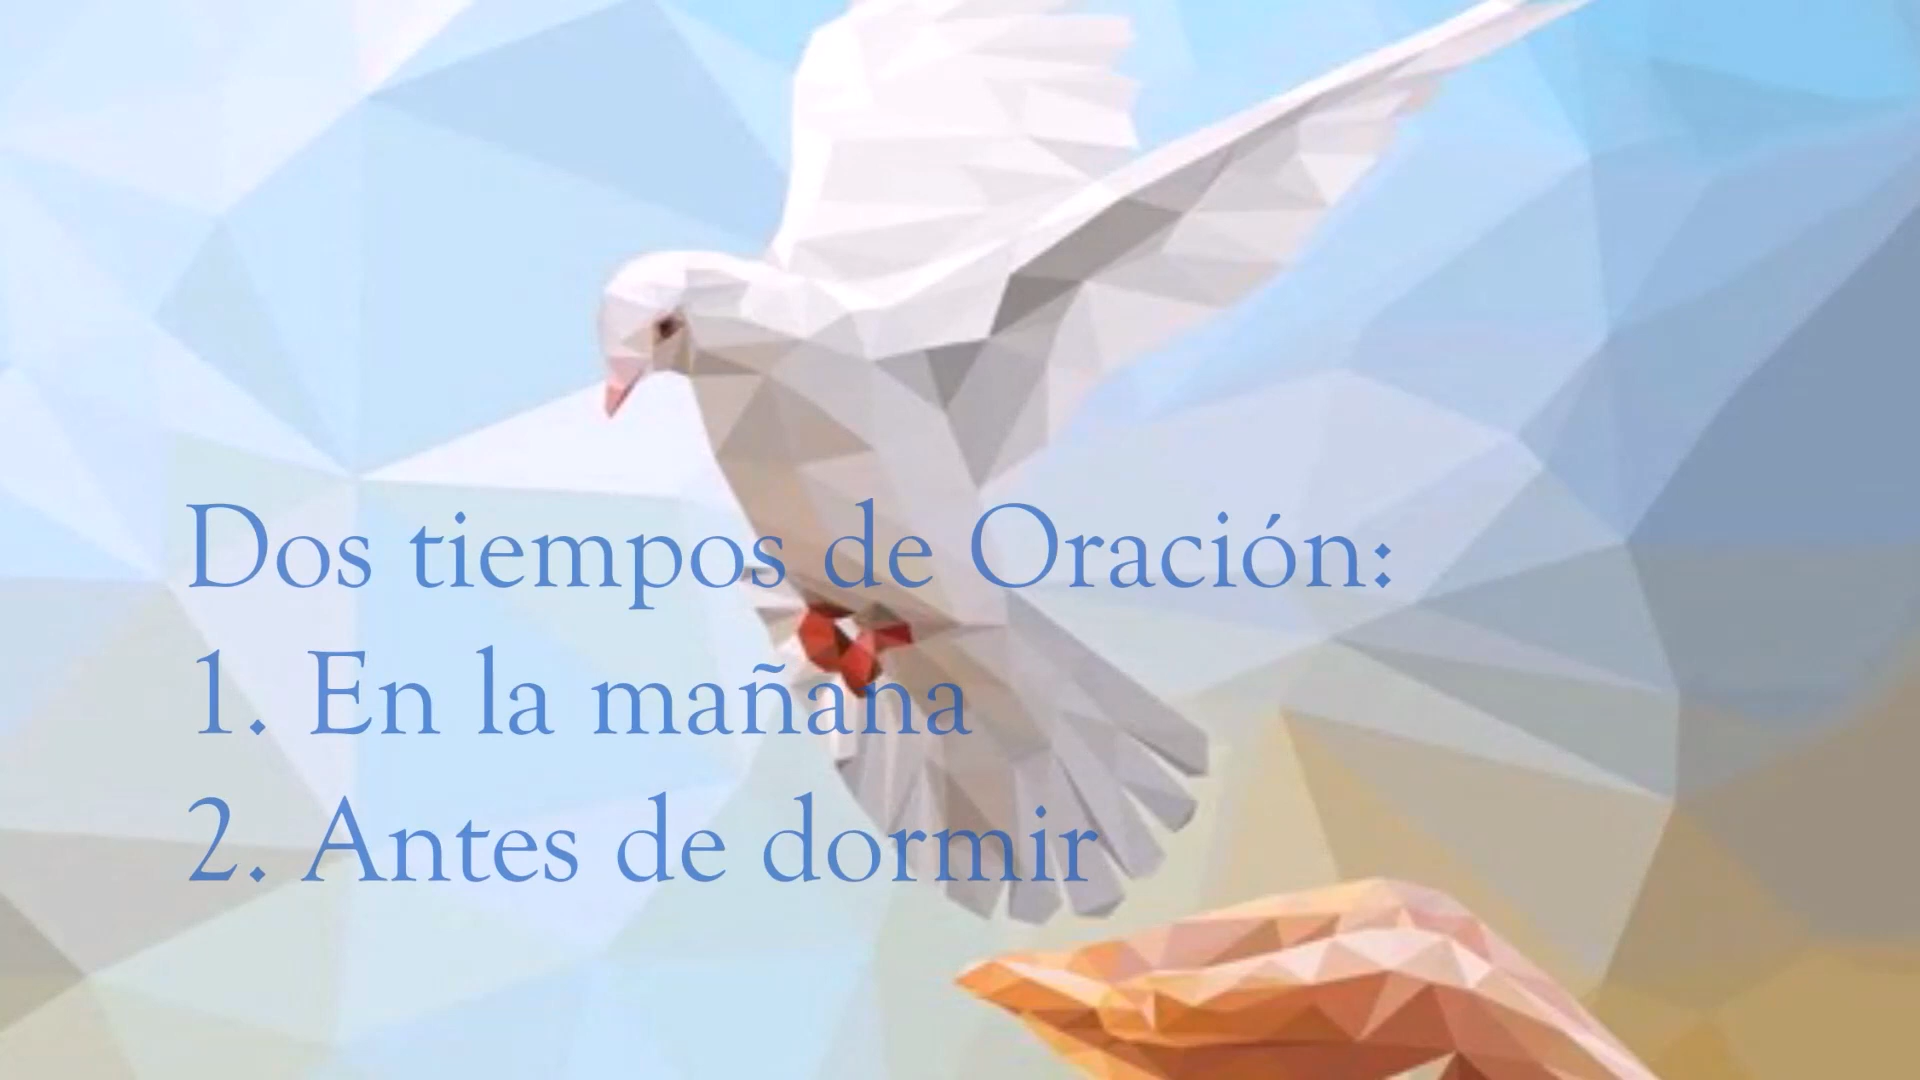 Dos tiempos de Oración:
1. En la mañana
2. Antes de dormir